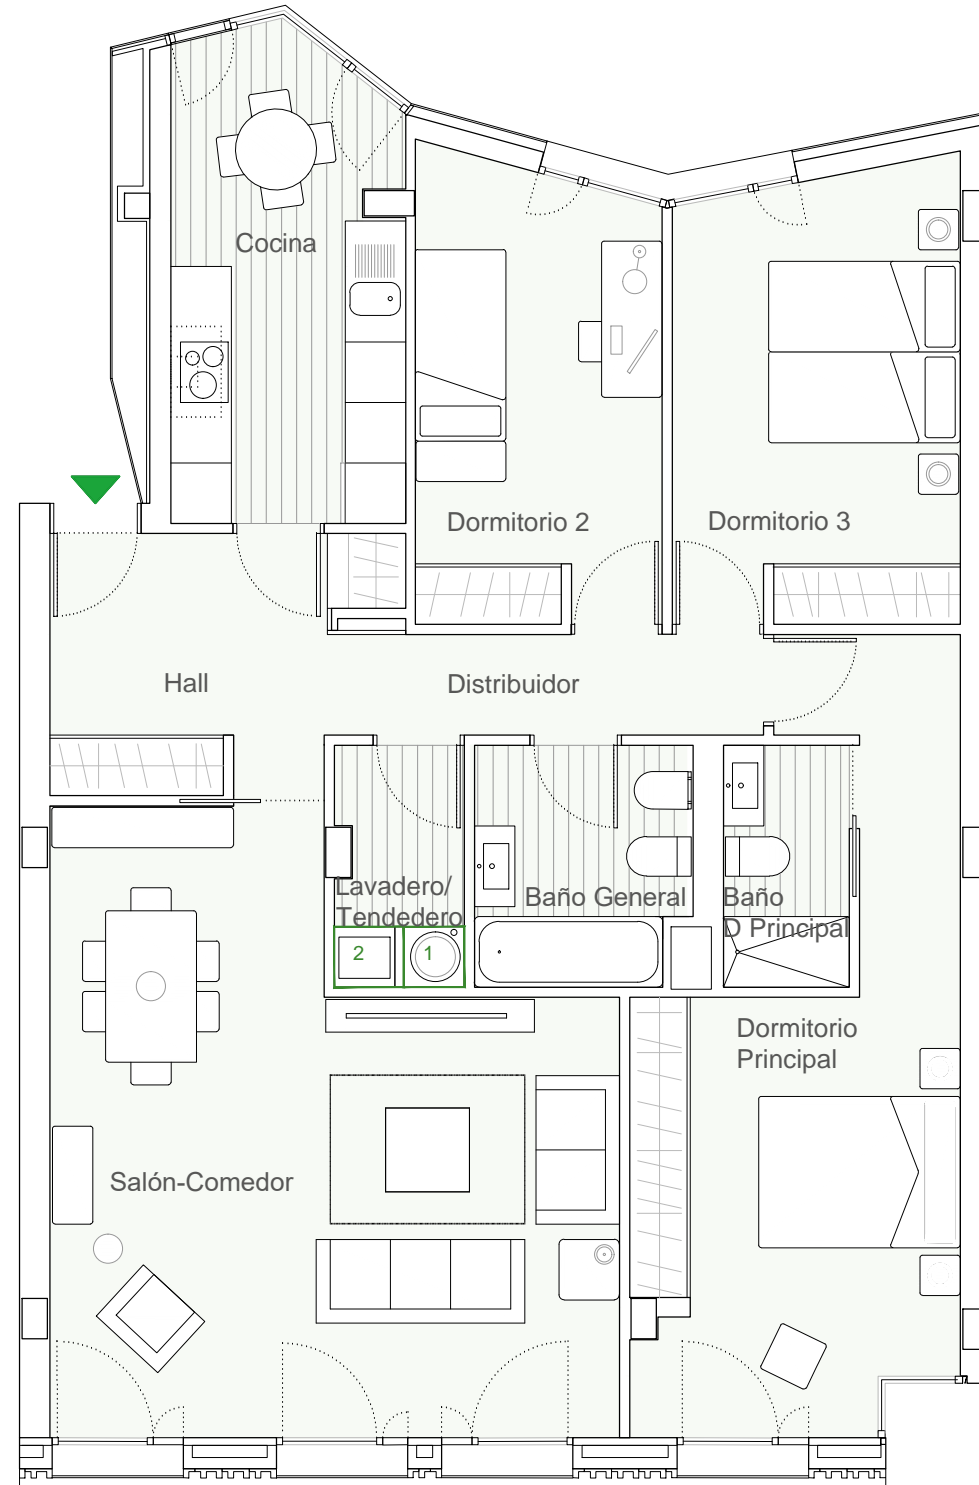 Cocina
Dormitorio 2
Dormitorio 3
Hall
Distribuidor
Lavadero/
Tendedero
Baño General
Baño
D Principal
2
1
Dormitorio
Principal
Salón-Comedor